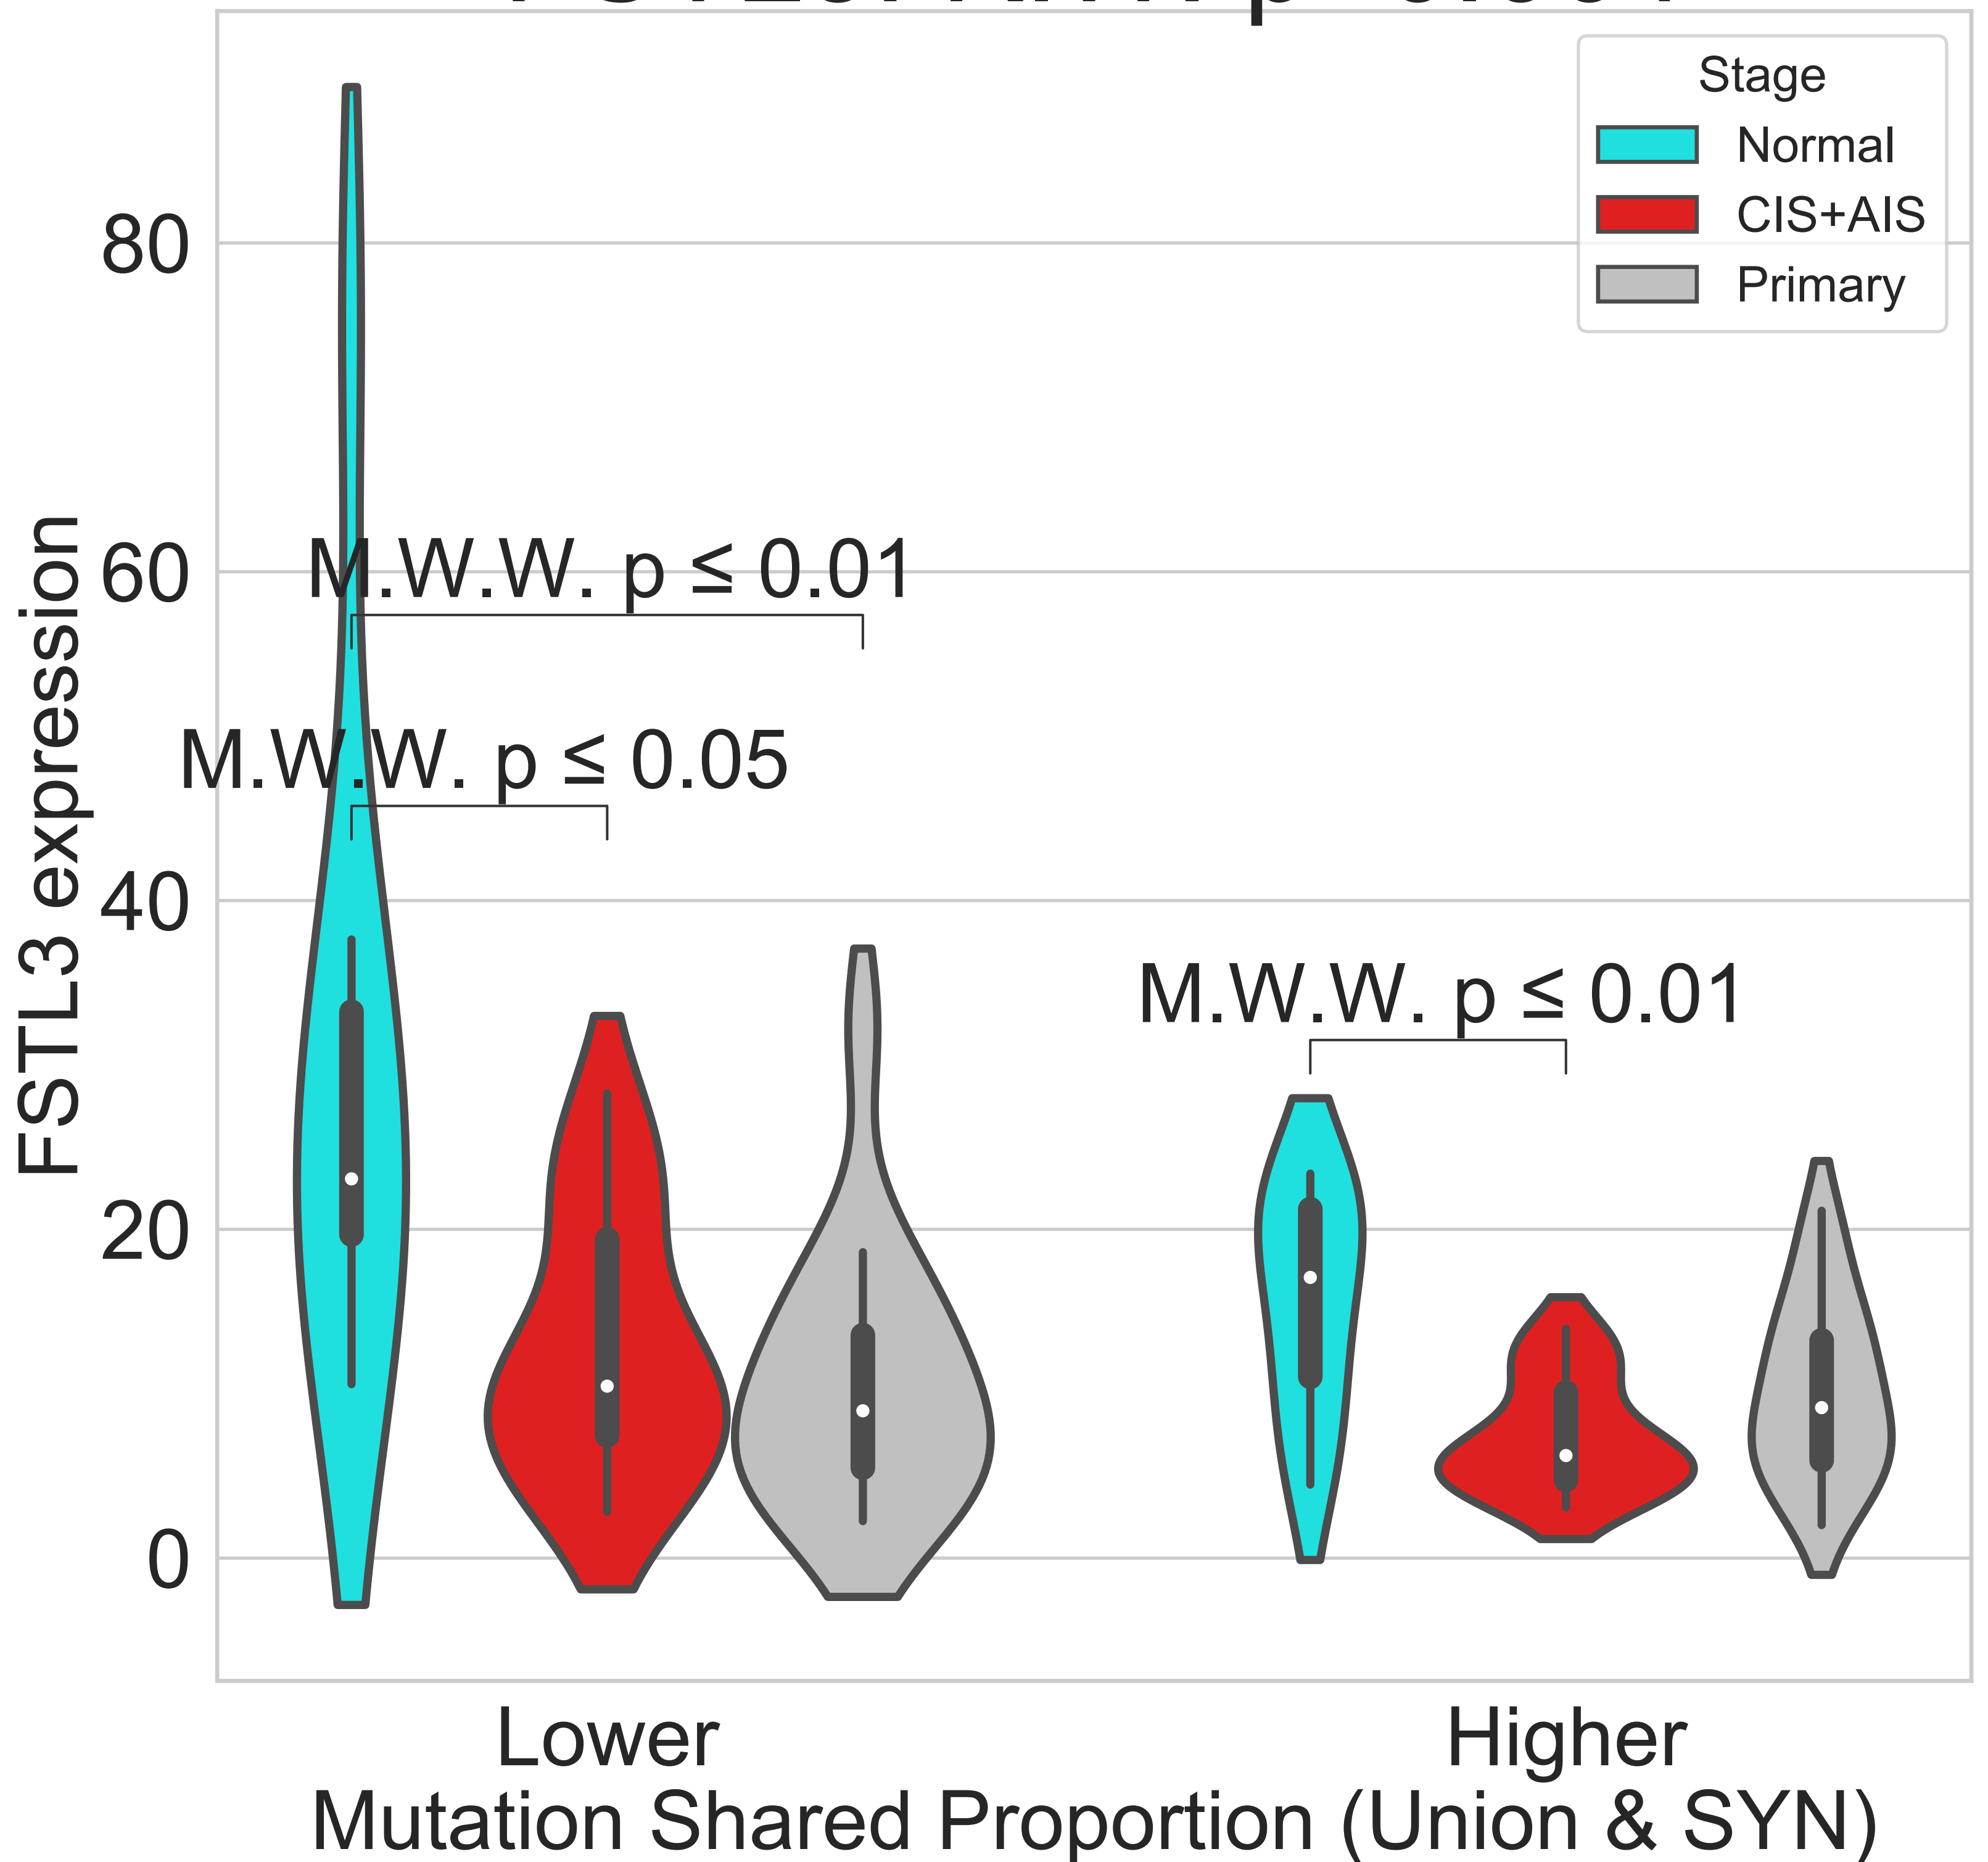 Stage
Normal
CIS+AIS
Primary
80
60
40
20
0
FSTL3 expression
M.W.W. p ≤ 0.01
M.W.W. p ≤ 0.05
M.W.W. p ≤ 0.01
Lower
Higher
Mutation Shared Proportion (Union & SYN)